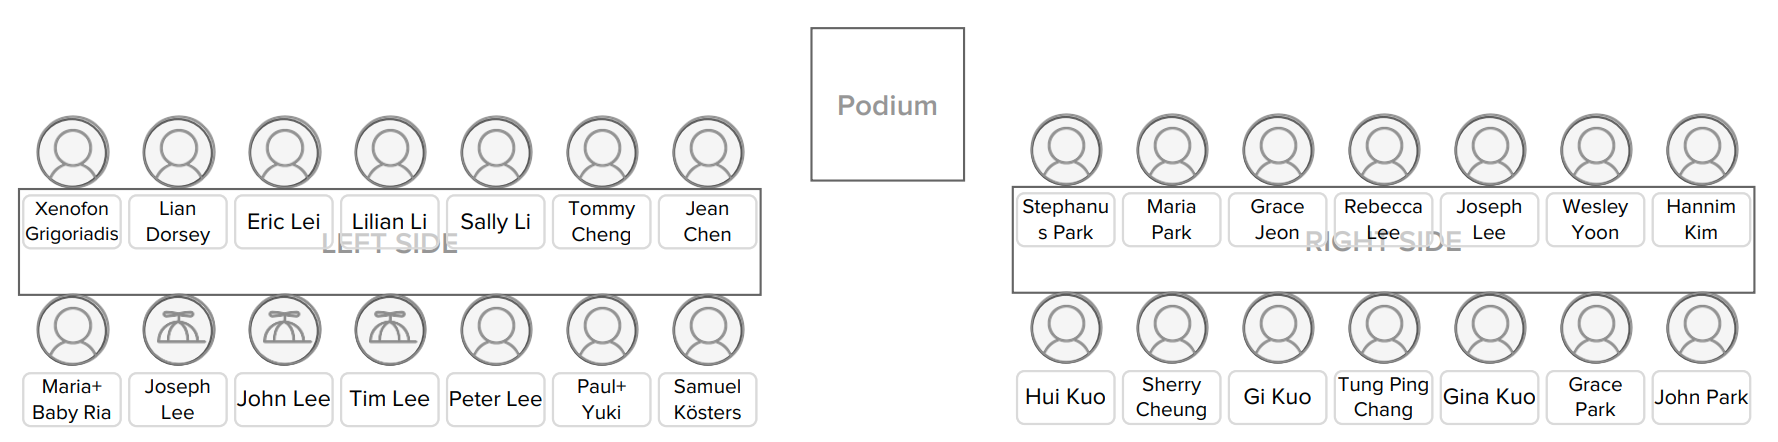 Podium
Xenofon
Grigoriadis
Lian
Dorsey
Eric Lei
Lilian Li
Sally Li
Tommy
Cheng
Jean
Chen
LEFT SIDE
Maria+
Baby Ria
Joseph
Lee
John Lee
Tim Lee
Peter Lee
Paul+
Yuki
Samuel
Kösters
Stephanu
s Park
Maria
Park
Grace
Jeon
Rebecca
Lee
Joseph
Lee
Wesley
Yoon
Hannim
Kim
RIGHT SIDE
Hui Kuo
Sherry
Cheung
Gi Kuo
Tung Ping
Chang
Gina Kuo
Grace
Park
John Park